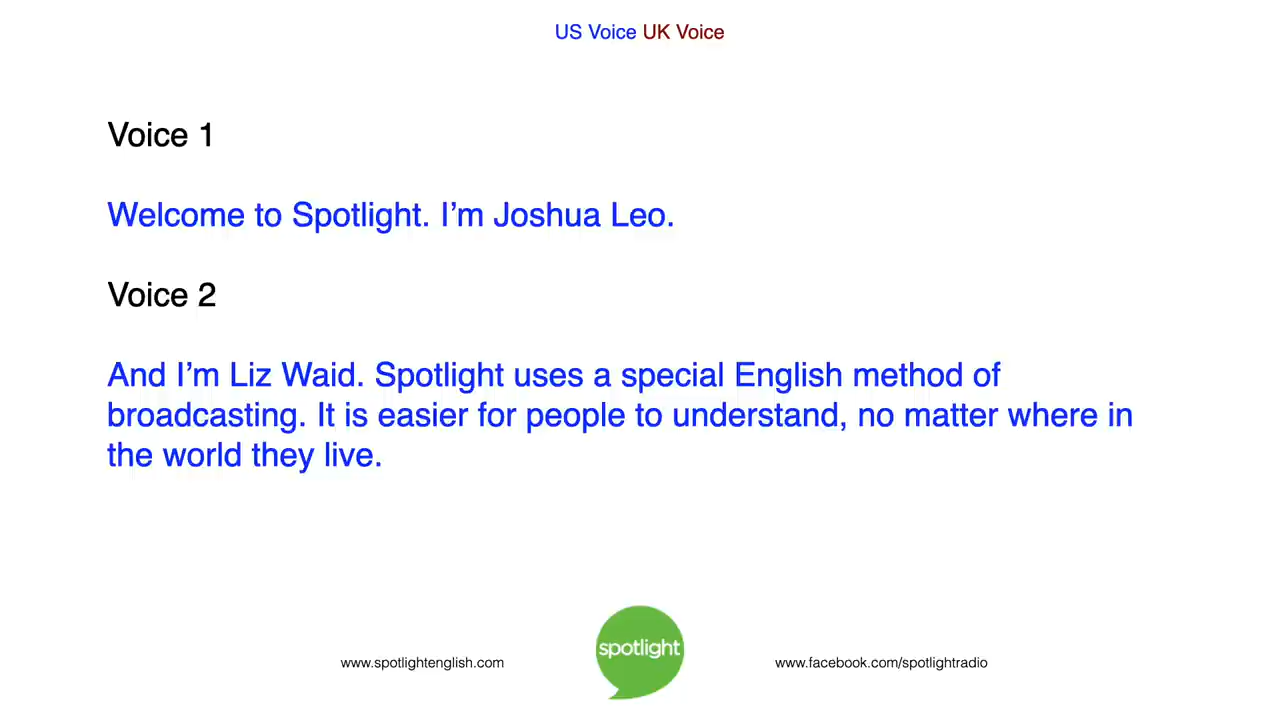 US Voice UK Voice
Voice 1
Welcome to Spotlight. I’m Joshua Leo.
Voice 2
And I’m Liz Waid. Spotlight uses a special English method of
broadcasting. It is easier for people to understand, no matter where in
the world they live.
spotlight
www.spotlightenglish.com
www.facebook.com/spotlightradio